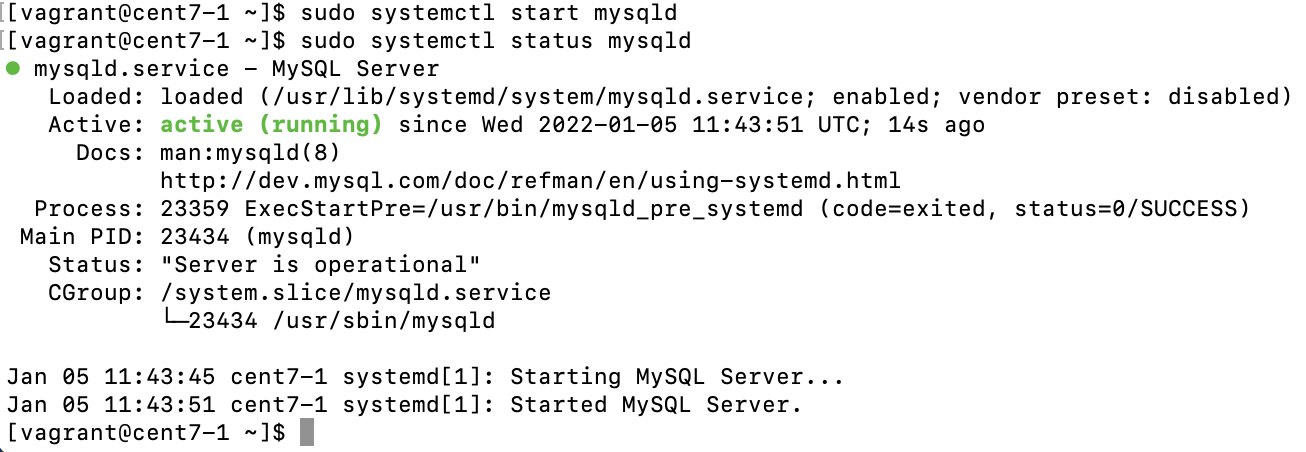 [[vagrant@cent7-1 ~]$ sudo systemctl start mysqld
[[vagrant@cent7-1 ~]$ sudo systemctl status mysqld
● mysqld.service - MySQL Server
   Loaded: loaded (/usr/lib/systemd/system/mysqld.service; enabled; vendor preset: disabled)
   Active: active (running) since Wed 2022-01-05 11:43:51 UTC; 14s ago
     Docs: man:mysqld(8)
           http://dev.mysql.com/doc/refman/en/using-systemd.html
  Process: 23359 ExecStartPre=/usr/bin/mysqld_pre_systemd (code=exited, status=0/SUCCESS)
 Main PID: 23434 (mysqld)
   Status: "Server is operational"
   CGroup: /system.slice/mysqld.service
           └─23434 /usr/sbin/mysqld

Jan 05 11:43:45 cent7-1 systemd[1]: Starting MySQL Server...
Jan 05 11:43:51 cent7-1 systemd[1]: Started MySQL Server.
[vagrant@cent7-1 ~]$